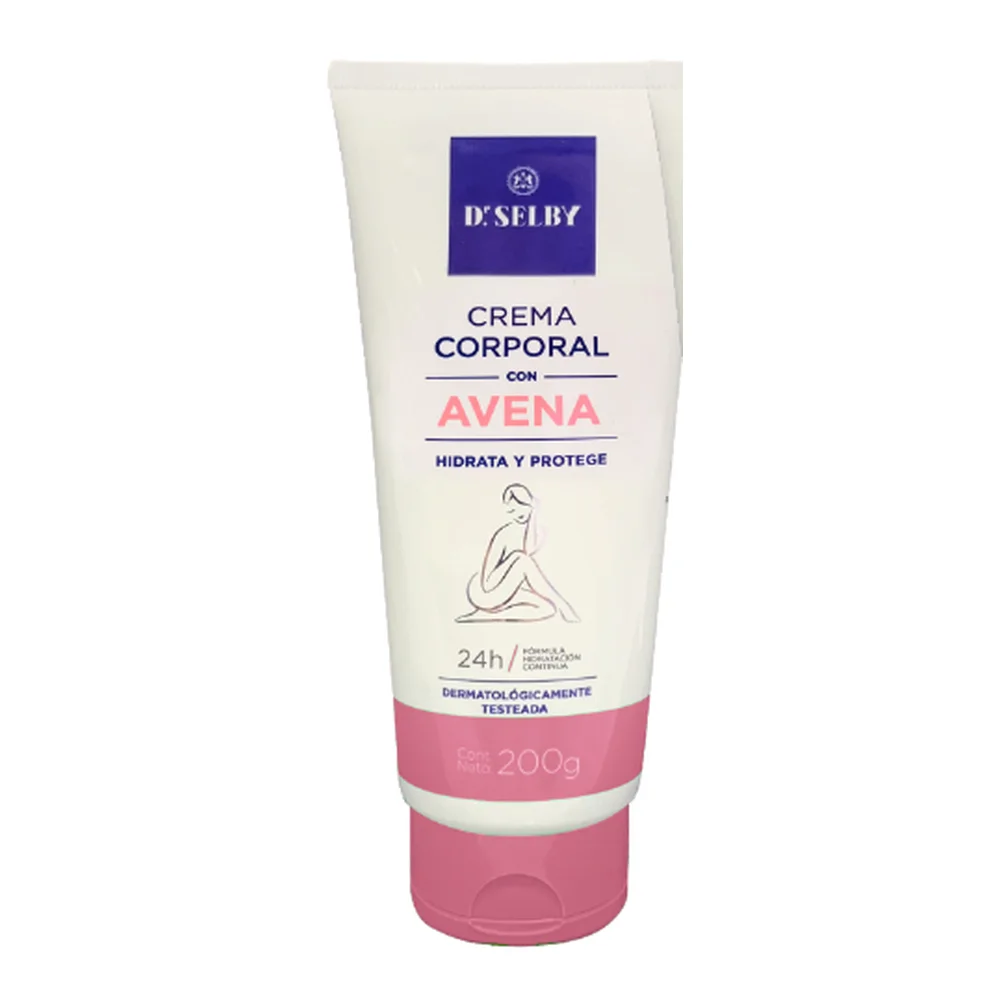 Dr. SELBY
CREMA
CORPORAL
CON
AVENA
HIDRATA Y PROTEGE
24h / FÓRMULA
HIDRATACIÓN
CONTINUA
DERMATOLÓGICAMENTE
TESTEADA
Cont
Neto 200g